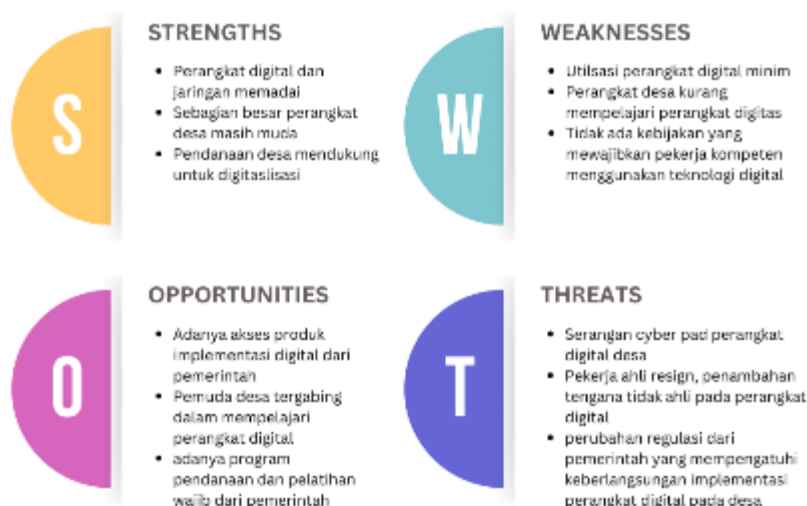 S
STRENGTHS
• Perangkat digital dan
jaringan memadai
• Sebagian besar perangkat
desa masih muda
• Pendanaan desa mendukung
untuk digitaslisasi
W
WEAKNESSES
• Utilsasi perangkat digital minim
• Perangkat desa kurang
mempelajari perangkat digitas
• Tidak ada kebijakan yang
mewajibkan pekerja kompeten
menggunakan teknologi digital
O
OPPORTUNITIES
• Adanya akses produk
implementasi digital dari
pemerintah
• Pemuda desa tergabing
dalam mempelajari
perangkat digital
• adanya program
pendanaan dan pelatihan
wajib dari pemerintah
T
THREATS
• Serangan cyber pad perangkat
digital desa
• Pekerja ahli resign, penambahan
tengana tidak ahli pada perangkat
digital
• perubahan regulasi dari
pemerintah yang mempengatuhi
keberlangsungan implementasi
perangkat digital pada desa